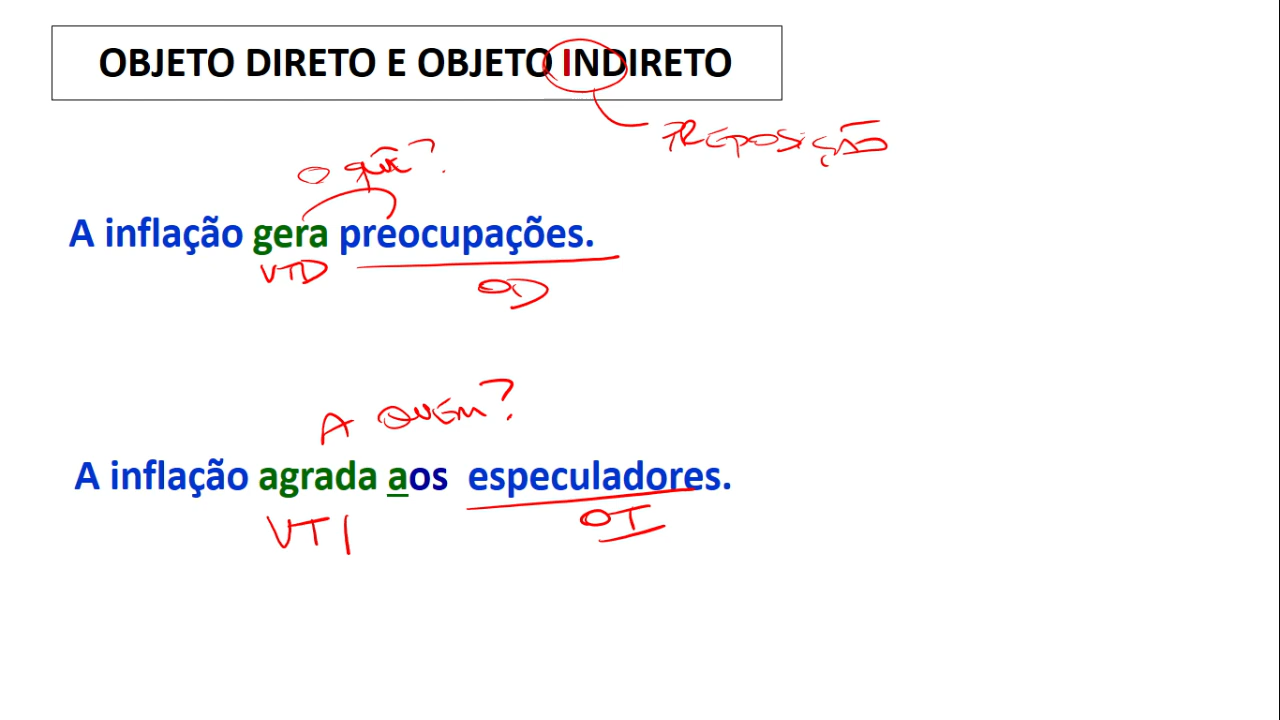 OBJETO DIRETO E OBJETO INDIRETO
PREPOSIÇÃO
O quê?
A inflação gera preocupações.
VTD
OD
A QUEM?
A inflação agrada aos especuladores.
VTI
OI